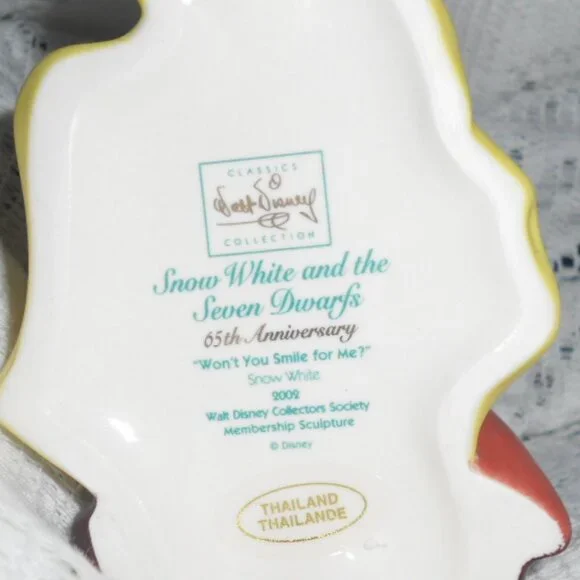 CLASSICS
Walt Disney
COLLECTION
Snow White and the
Seven Dwarfs
65th Anniversary
"Won't You Smile for Me?"
Snow White
2002
Walt Disney Collectors Society
Membership Sculpture
© Disney
THAILAND
THAILANDE